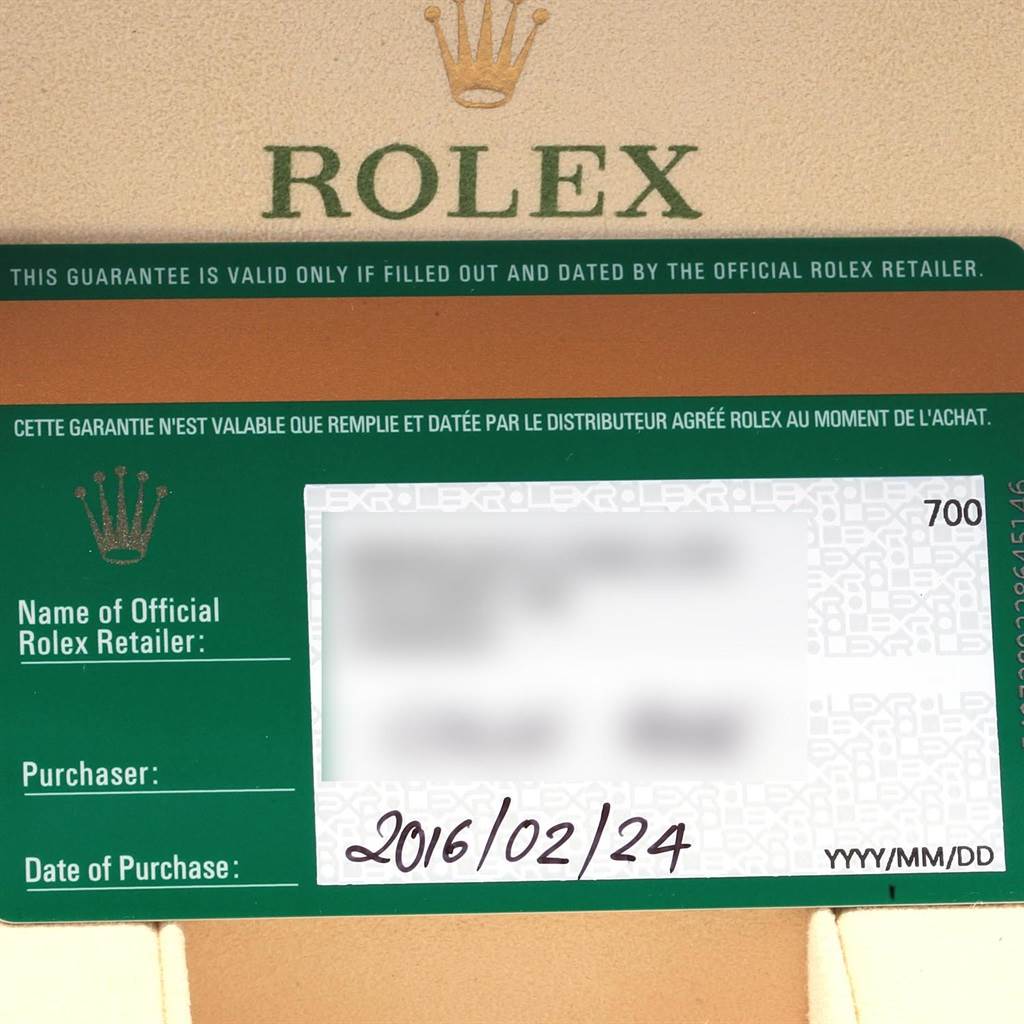 ROLEX
THIS GUARANTEE IS VALID ONLY IF FILLED OUT AND DATED BY THE OFFICIAL ROLEX RETAILER.
CETTE GARANTIE N'EST VALABLE QUE REMPLIE ET DATÉE PAR LE DISTRIBUTEUR AGRÉÉ ROLEX AU MOMENT DE L'ACHAT.
700
Name of Official
Rolex Retailer:
Purchaser:
Date of Purchase:
2016/02/24
YYYY/MM/DD